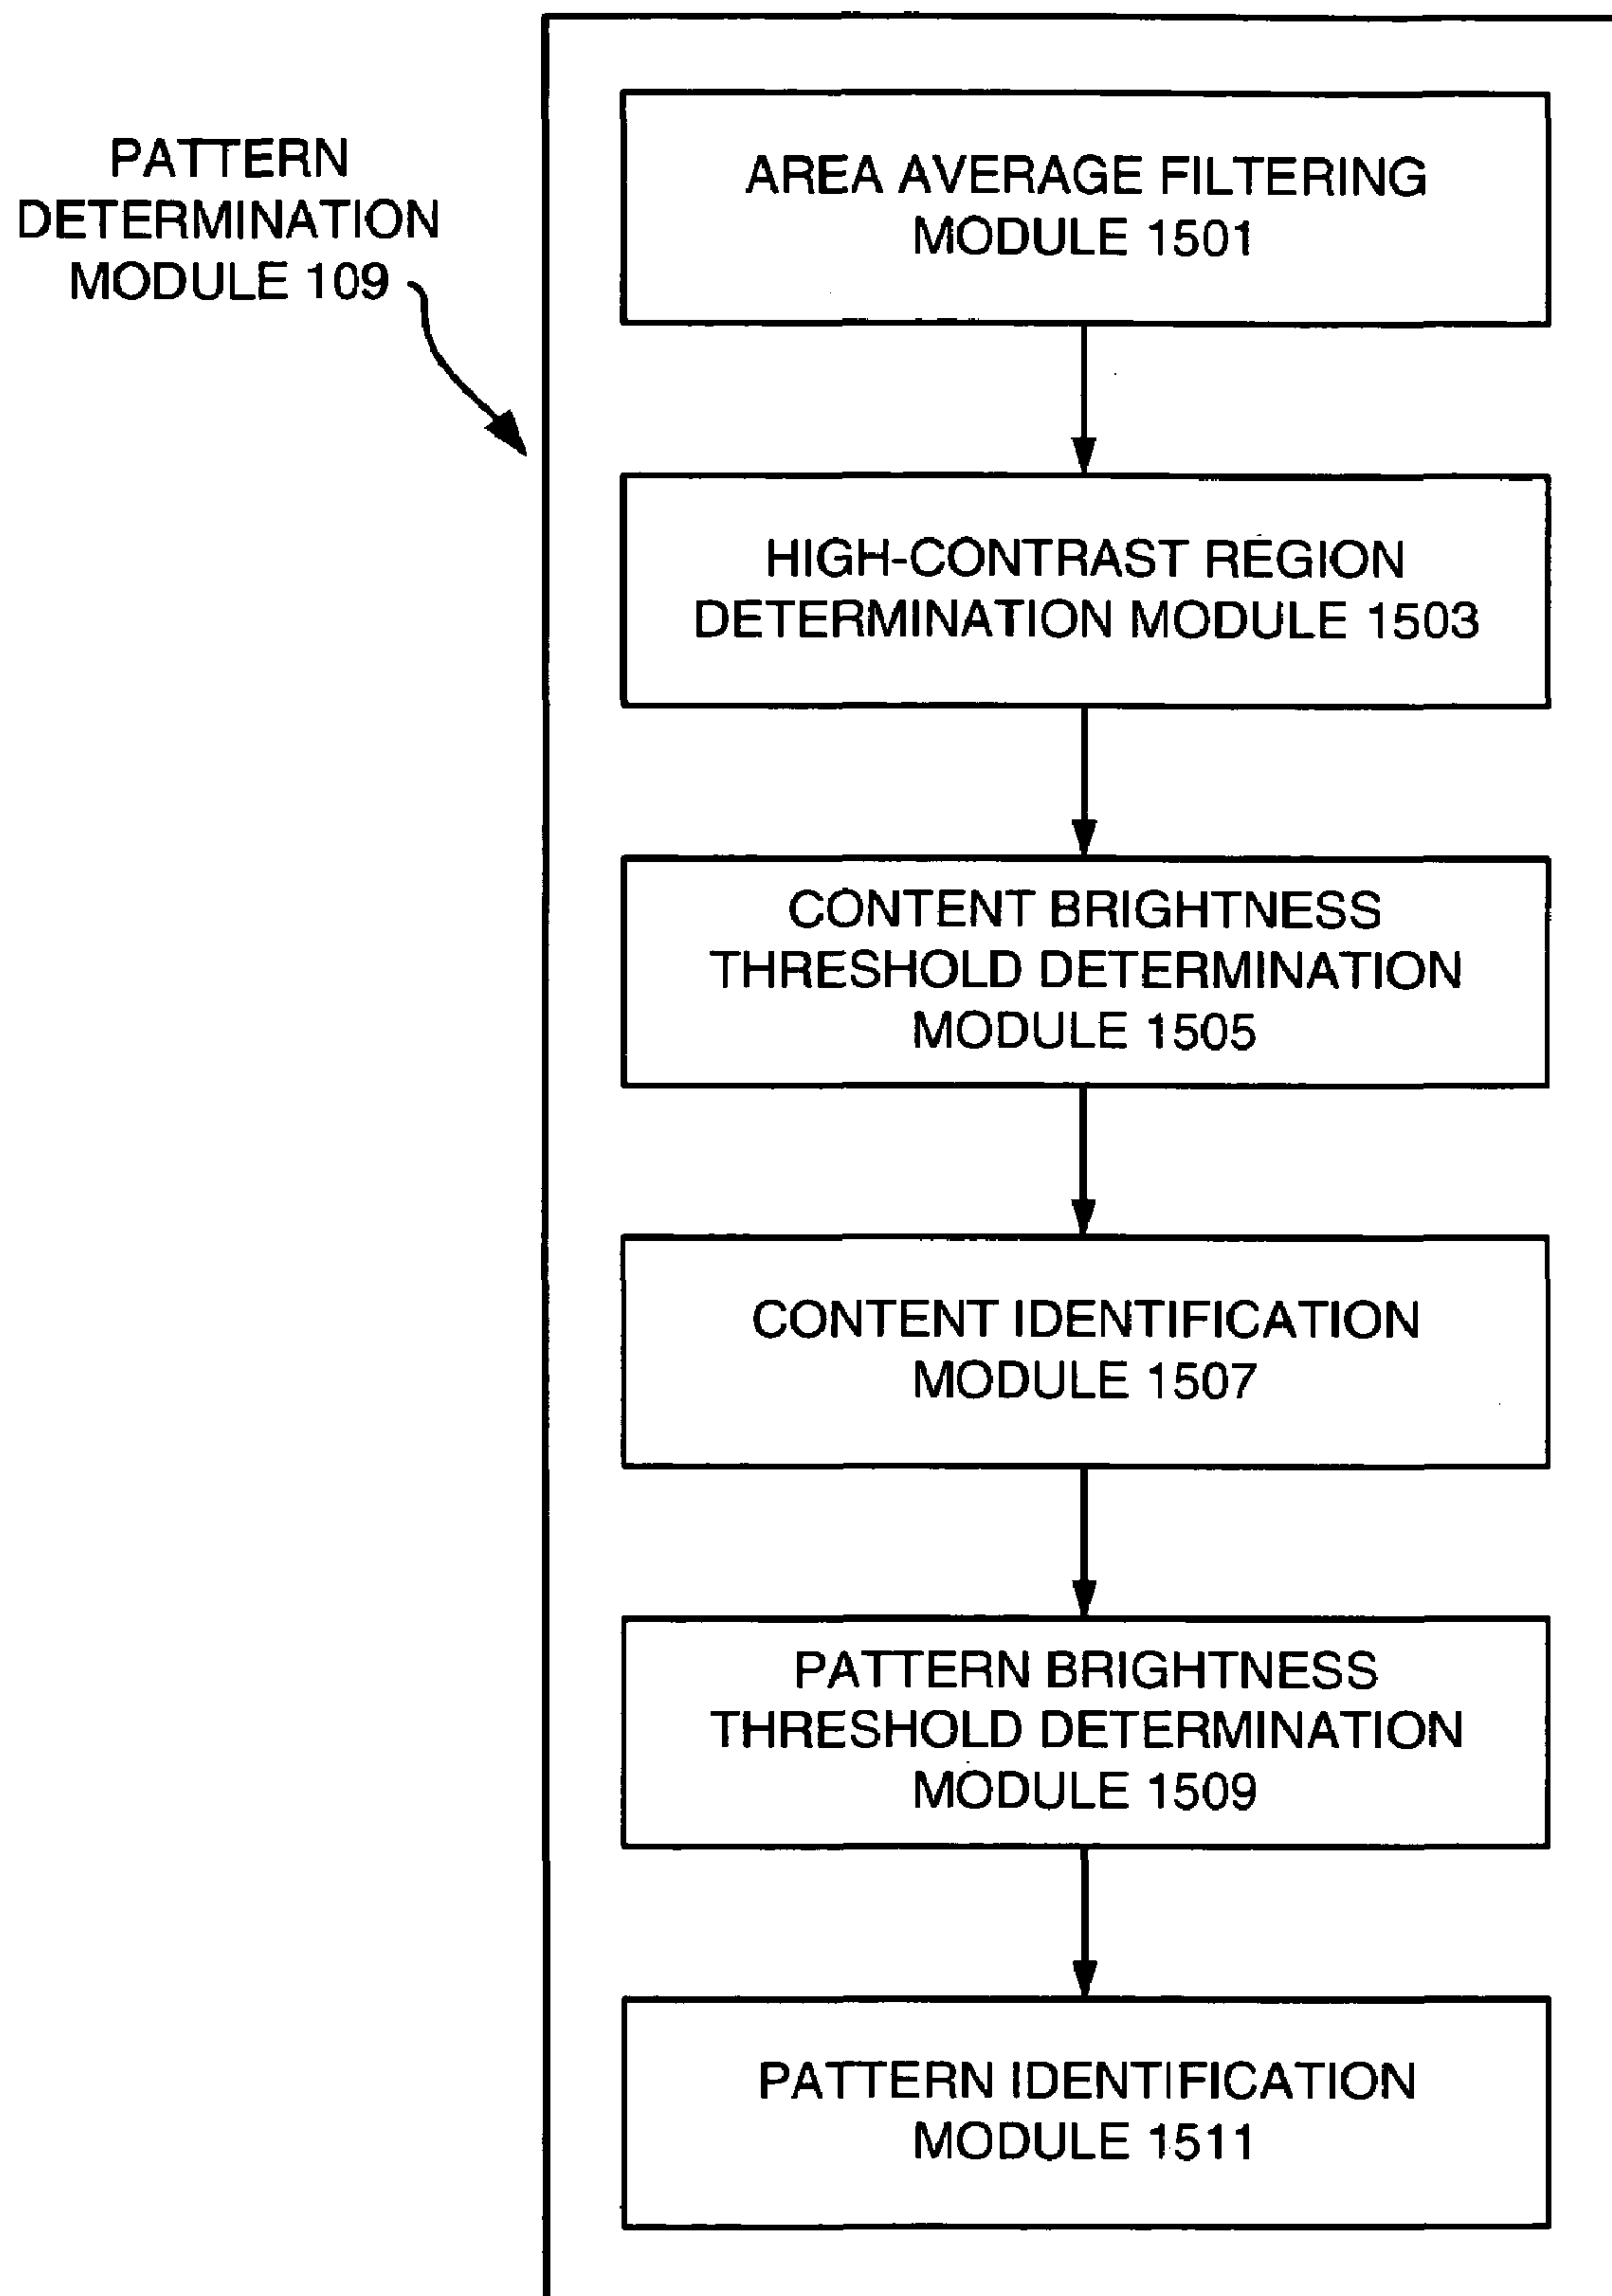 PATTERN
DETERMINATION
MODULE 109
AREA AVERAGE FILTERING
MODULE 1501
HIGH-CONTRAST REGION
DETERMINATION MODULE 1503
CONTENT BRIGHTNESS
THRESHOLD DETERMINATION
MODULE 1505
CONTENT IDENTIFICATION
MODULE 1507
PATTERN BRIGHTNESS
THRESHOLD DETERMINATION
MODULE 1509
PATTERN IDENTIFICATION
MODULE 1511